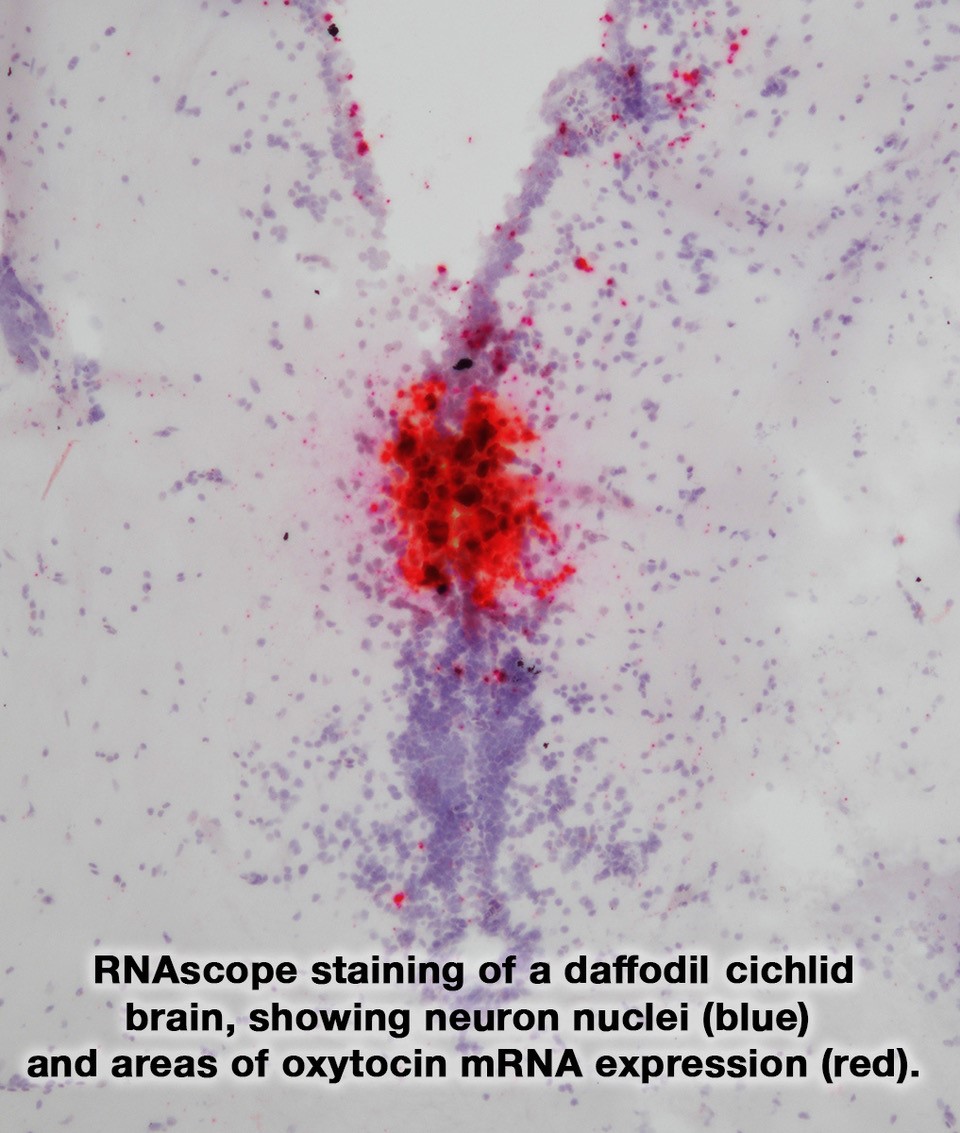 RNAscope staining of a daffodil cichlid
brain, showing neuron nuclei (blue)
and areas of oxytocin mRNA expression (red).